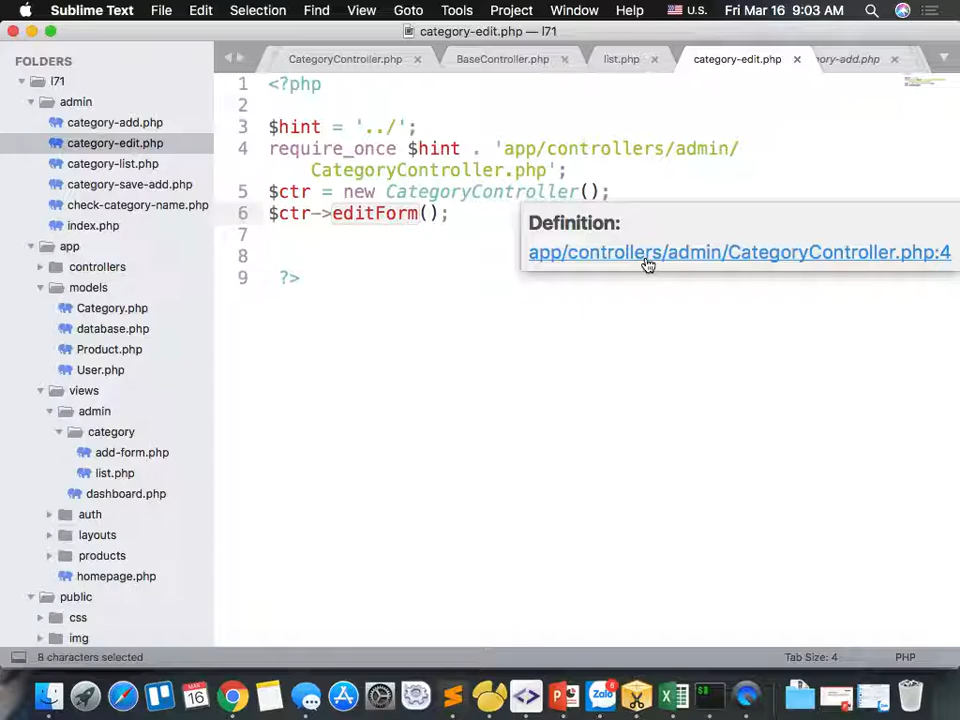 Sublime Text File Edit Selection Find View Goto Tools Project Window Help U.S. Fri Mar 16 9:03 AM
category-edit.php — l71
FOLDERS
l71
admin
category-add.php
category-edit.php
category-list.php
category-save-add.php
check-category-name.php
index.php
app
controllers
models
Category.php
database.php
Product.php
User.php
views
admin
category
add-form.php
list.php
dashboard.php
auth
layouts
products
homepage.php
public
css
img
CategoryController.php BaseController.php list.php category-edit.php ory-add.php
1 <?php
2
3 $hint = '../';
4 require_once $hint . 'app/controllers/admin/
CategoryController.php';
5 $ctr = new CategoryController();
6 $ctr->editForm();
7
8
9 ?>
Definition:
app/controllers/admin/CategoryController.php:4
8 characters selected Tab Size: 4 PHP